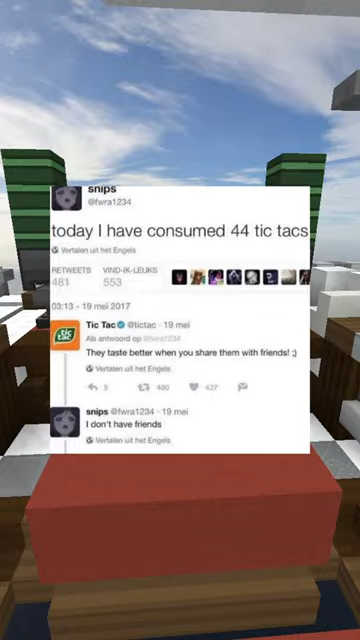 snips
@fwra1234
today I have consumed 44 tic tacs
Vertalen uit het Engels
RETWEETS VIND-IK-LEUKS
481 553
03:13 - 19 mei 2017
tic tac
Tic Tac @tictac · 19 mei
Als antwoord op @fwra1234
They taste better when you share them with friends! ;)
Vertalen uit het Engels
5 480 437
snips @fwra1234 · 19 mei
I don't have friends
Vertalen uit het Engels